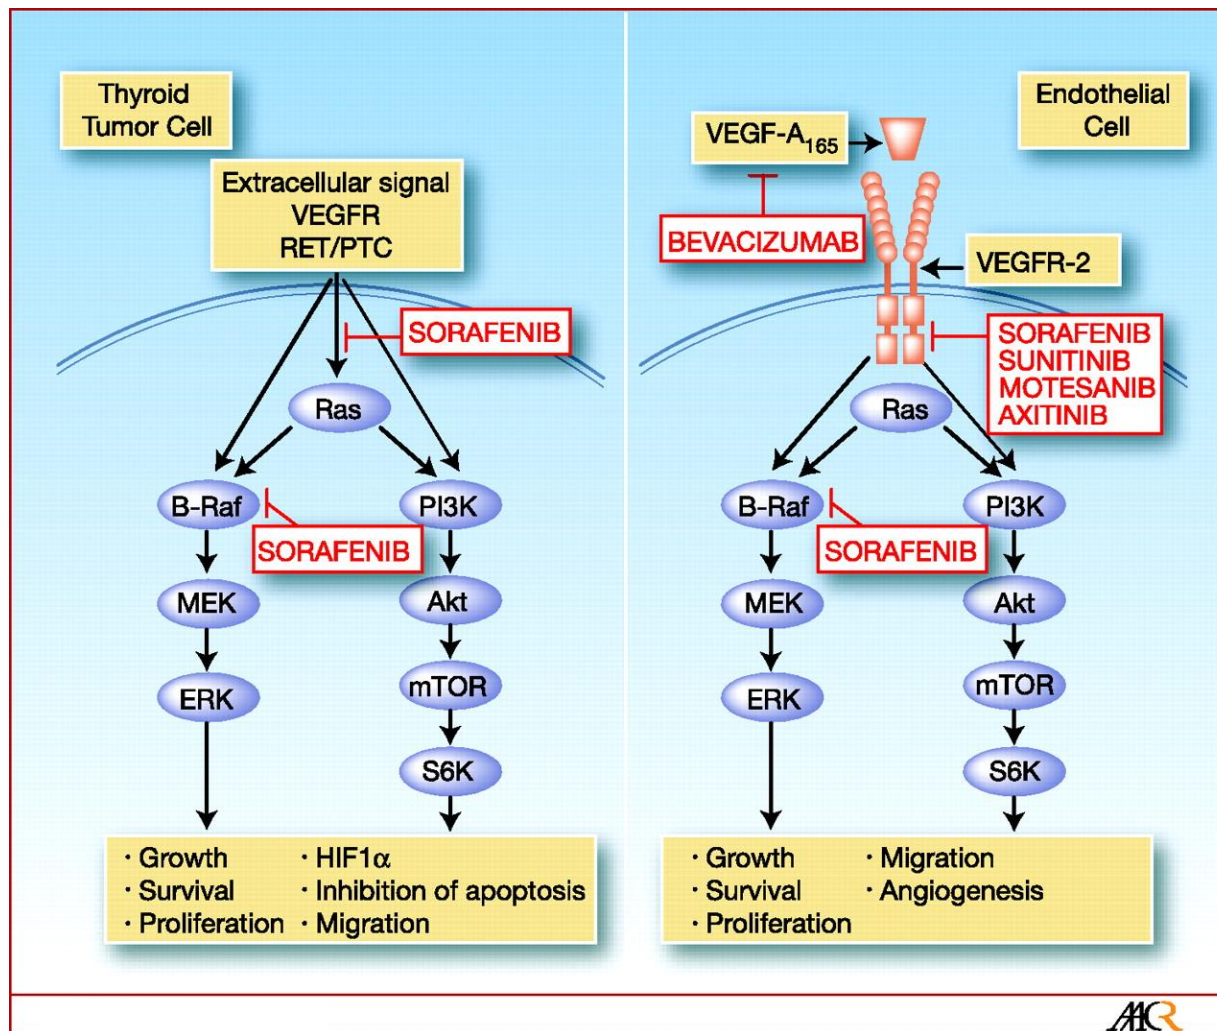 Thyroid
Tumor Cell
Extracellular signal
VEGFR
RET/PTC
SORAFENIB
Ras
B-Raf
PI3K
SORAFENIB
MEK
Akt
ERK
mTOR
S6K
· Growth
· Survival
· Proliferation
· HIF1α
· Inhibition of apoptosis
· Migration
Endothelial
Cell
VEGF-A165
BEVACIZUMAB
VEGFR-2
SORAFENIB
SUNITINIB
MOTESANIB
AXITINIB
Ras
B-Raf
PI3K
SORAFENIB
MEK
Akt
ERK
mTOR
S6K
· Growth
· Survival
· Proliferation
· Migration
· Angiogenesis
AACR